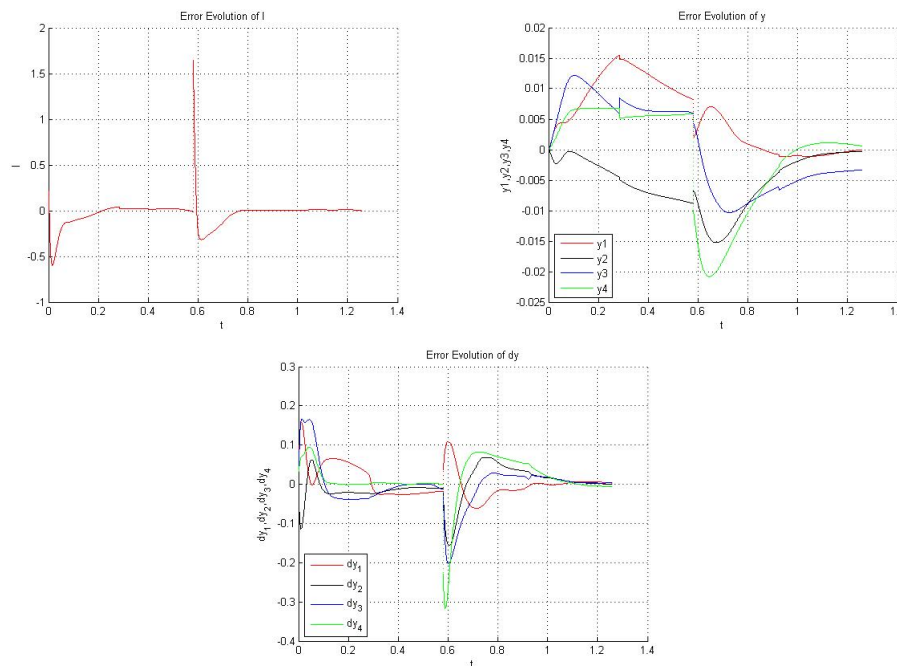 Error Evolution of I
2
1.5
1
0.5
0
-0.5
-1
I
0 0.2 0.4 0.6 0.8 1 1.2 1.4
t
Error Evolution of y
0.02
0.015
0.01
0.005
0
-0.005
-0.01
-0.015
-0.02
-0.025
y1,y2,y3,y4
y1
y2
y3
y4
0 0.2 0.4 0.6 0.8 1 1.2 1.4
t
Error Evolution of dy
0.3
0.2
0.1
0
-0.1
-0.2
-0.3
-0.4
dy1,dy2,dy3,dy4
dy1
dy2
dy3
dy4
0 0.2 0.4 0.6 0.8 1 1.2 1.4
t